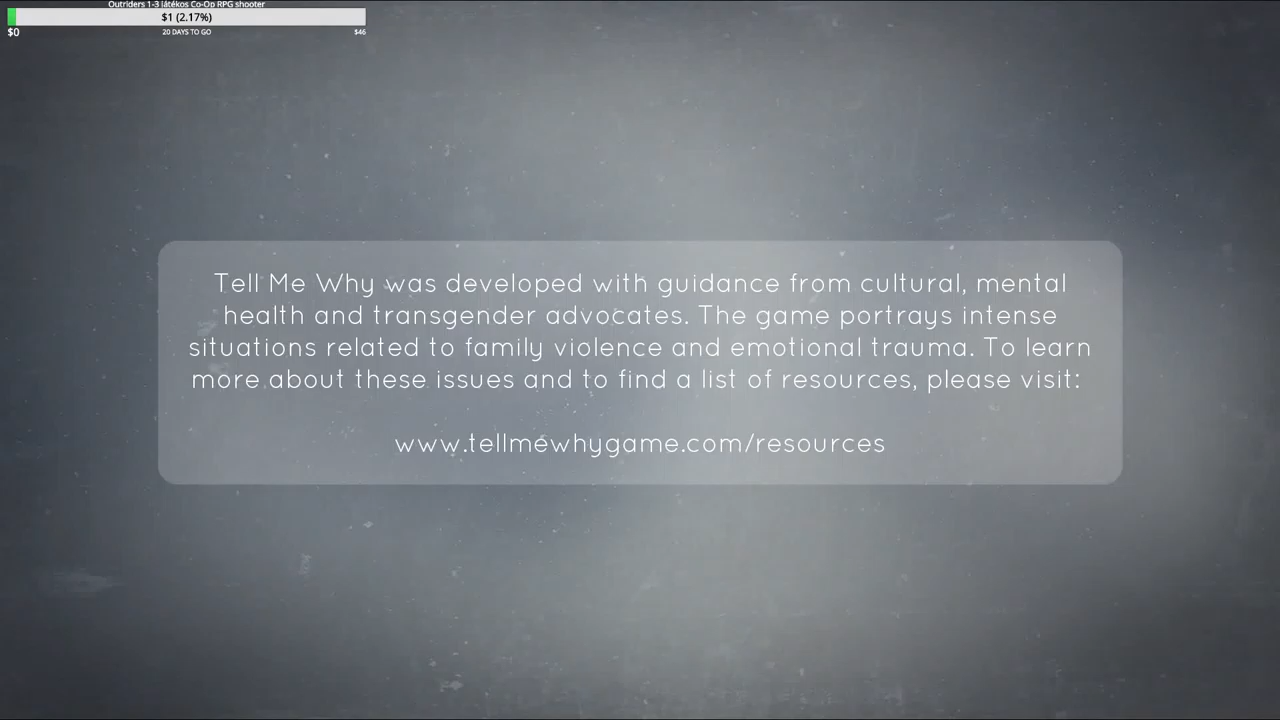 Outriders 1-3 játékos Co-Op RPG shooter
$1 (2.17%)
$0 20 DAYS TO GO $46
Tell Me Why was developed with guidance from cultural, mental
health and transgender advocates. The game portrays intense
situations related to family violence and emotional trauma. To learn
more about these issues and to find a list of resources, please visit:
www.tellmewhygame.com/resources